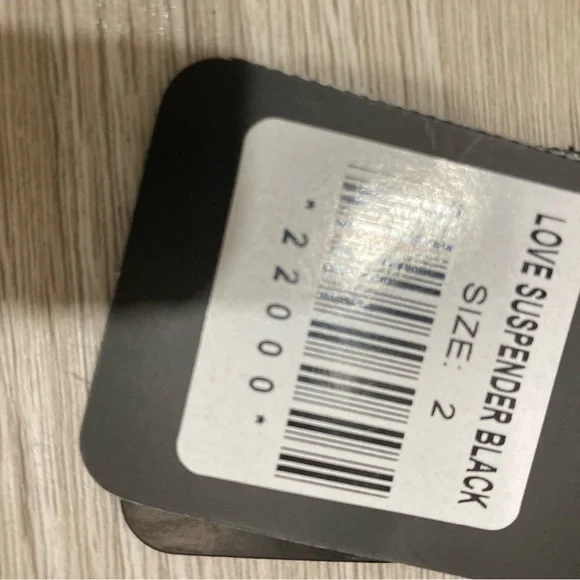 LOVE SUSPENDER BLACK
SIZE: 2
*22000*